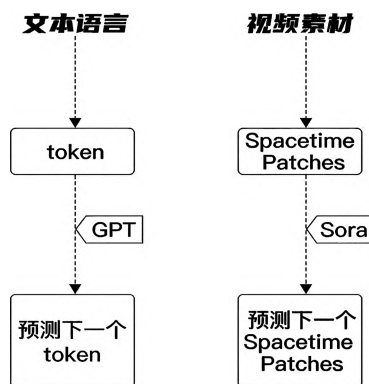 文本语言
视频素材
token
Spacetime
Patches
GPT
Sora
预测下一个
token
预测下一个
Spacetime
Patches